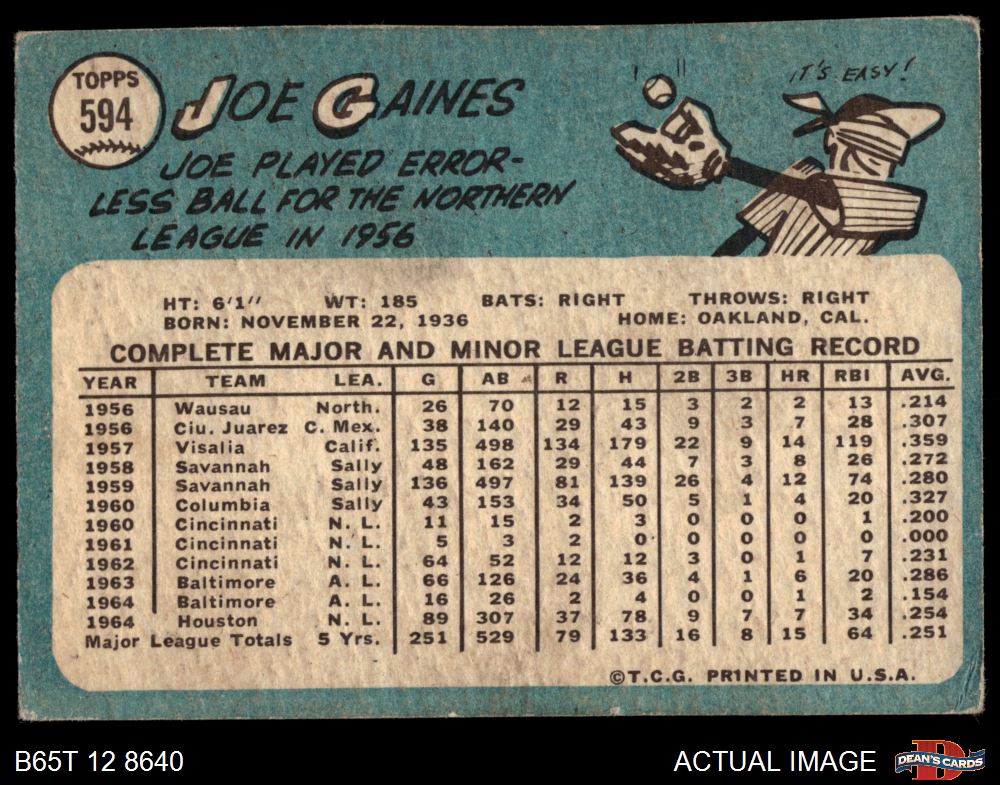 TOPPS
594
JOE GAINES
IT'S EASY!
JOE PLAYED ERROR-
LESS BALL FOR THE NORTHERN
LEAGUE IN 1956
HT: 6'1" WT: 185 BATS: RIGHT THROWS: RIGHT
BORN: NOVEMBER 22, 1936 HOME: OAKLAND, CAL.
COMPLETE MAJOR AND MINOR LEAGUE BATTING RECORD
YEAR TEAM LEA. G AB R H 2B 3B HR RBI AVG.
1956 Wausau North. 26 70 12 15 3 2 2 13 .214
1956 Ciu. Juarez C. Mex. 38 140 29 43 9 3 7 28 .307
1957 Visalia Calif. 135 498 134 179 22 9 14 119 .359
1958 Savannah Sally 48 162 29 44 7 3 8 26 .272
1959 Savannah Sally 136 497 81 139 26 4 12 74 .280
1960 Columbia Sally 43 153 34 50 5 1 4 20 .327
1960 Cincinnati N. L. 11 15 2 3 0 0 0 1 .200
1961 Cincinnati N. L. 5 3 2 0 0 0 0 0 .000
1962 Cincinnati N. L. 64 52 12 12 3 0 1 7 .231
1963 Baltimore A. L. 66 126 24 36 4 1 6 20 .286
1964 Baltimore A. L. 16 26 2 4 0 0 1 2 .154
1964 Houston N. L. 89 307 37 78 9 7 7 34 .254
Major League Totals 5 Yrs. 251 529 79 133 16 8 15 64 .251
©T.C.G. PRINTED IN U.S.A.
B65T 12 8640 ACTUAL IMAGE DEAN'S CARDS